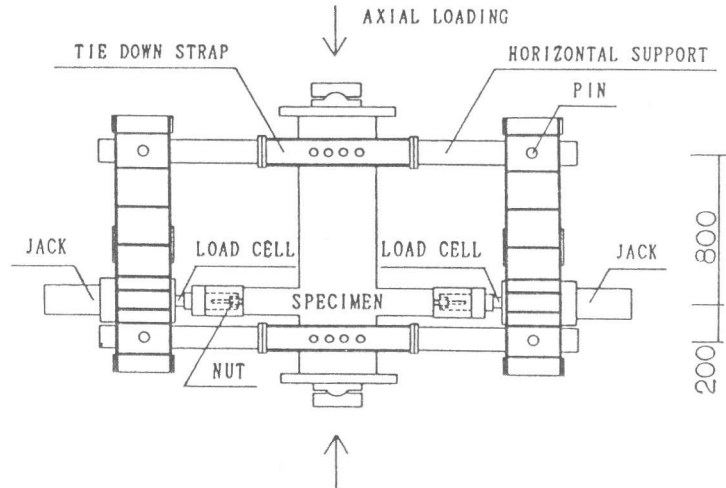 AXIAL LOADING
TIE DOWN STRAP
HORIZONTAL SUPPORT
PIN
JACK
LOAD CELL
LOAD CELL
JACK
800
SPECIMEN
NUT
200